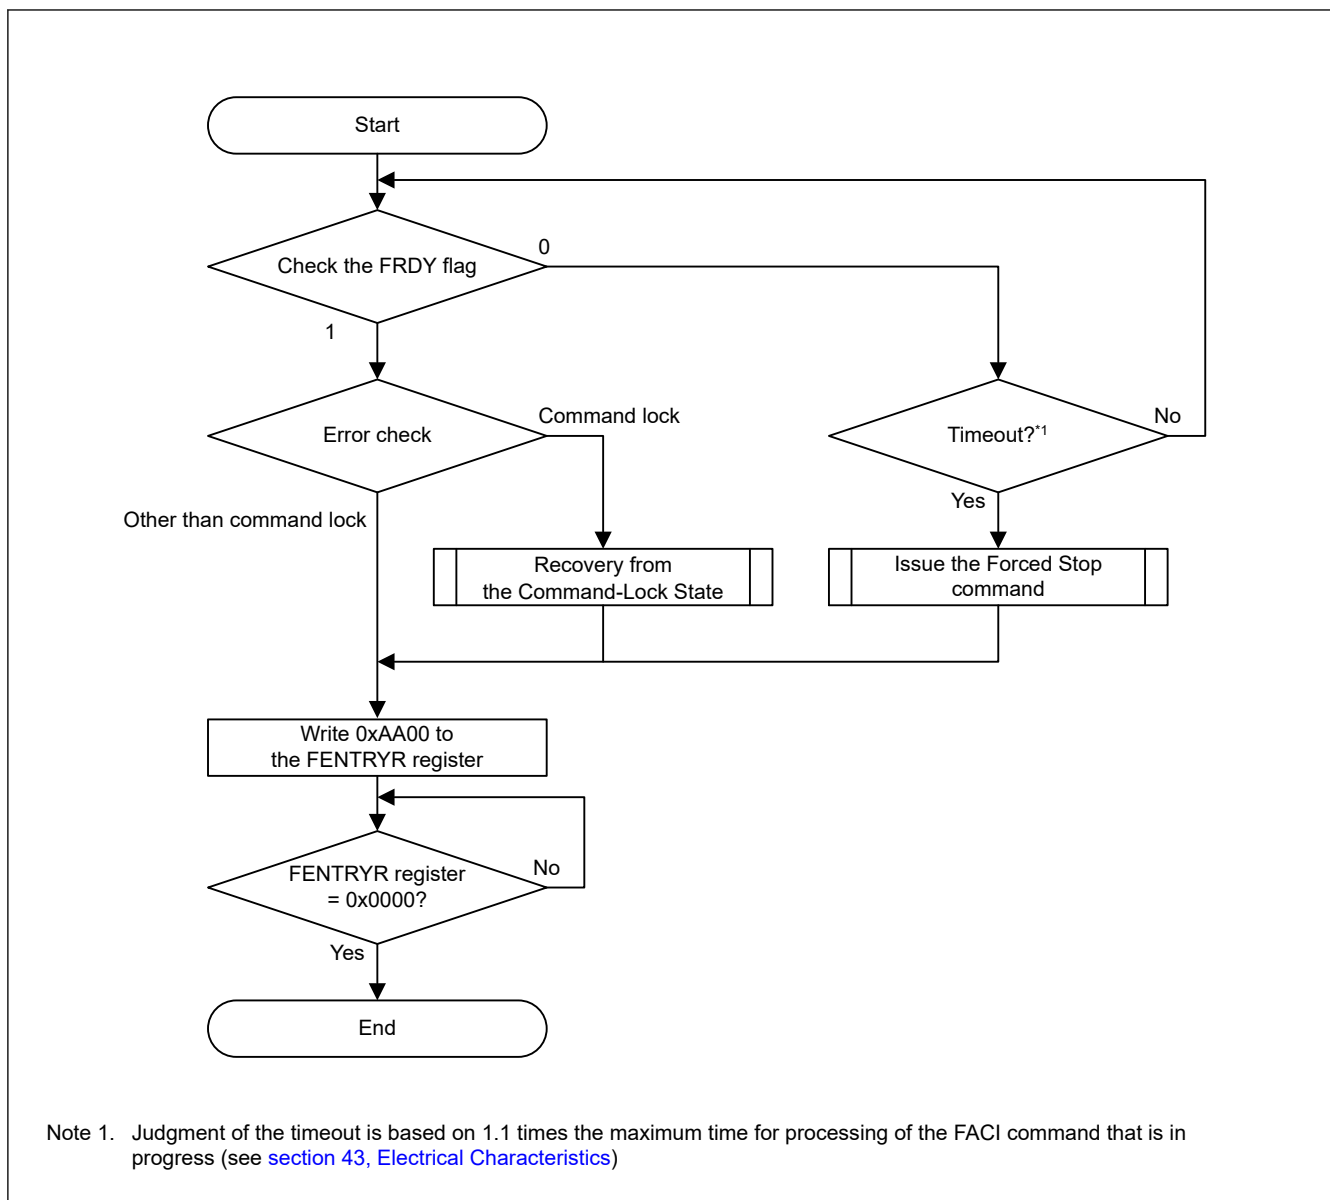 Start
0
Check the FRDY flag
1
Command lock
Error check
No
Timeout?*1
Other than command lock
Yes
Recovery from
the Command-Lock State
Issue the Forced Stop
command
Write 0xAA00 to
the FENTRYR register
FENTRYR register
= 0x0000?
No
Yes
End
Note 1. Judgment of the timeout is based on 1.1 times the maximum time for processing of the FACI command that is in
progress (see section 43, Electrical Characteristics)